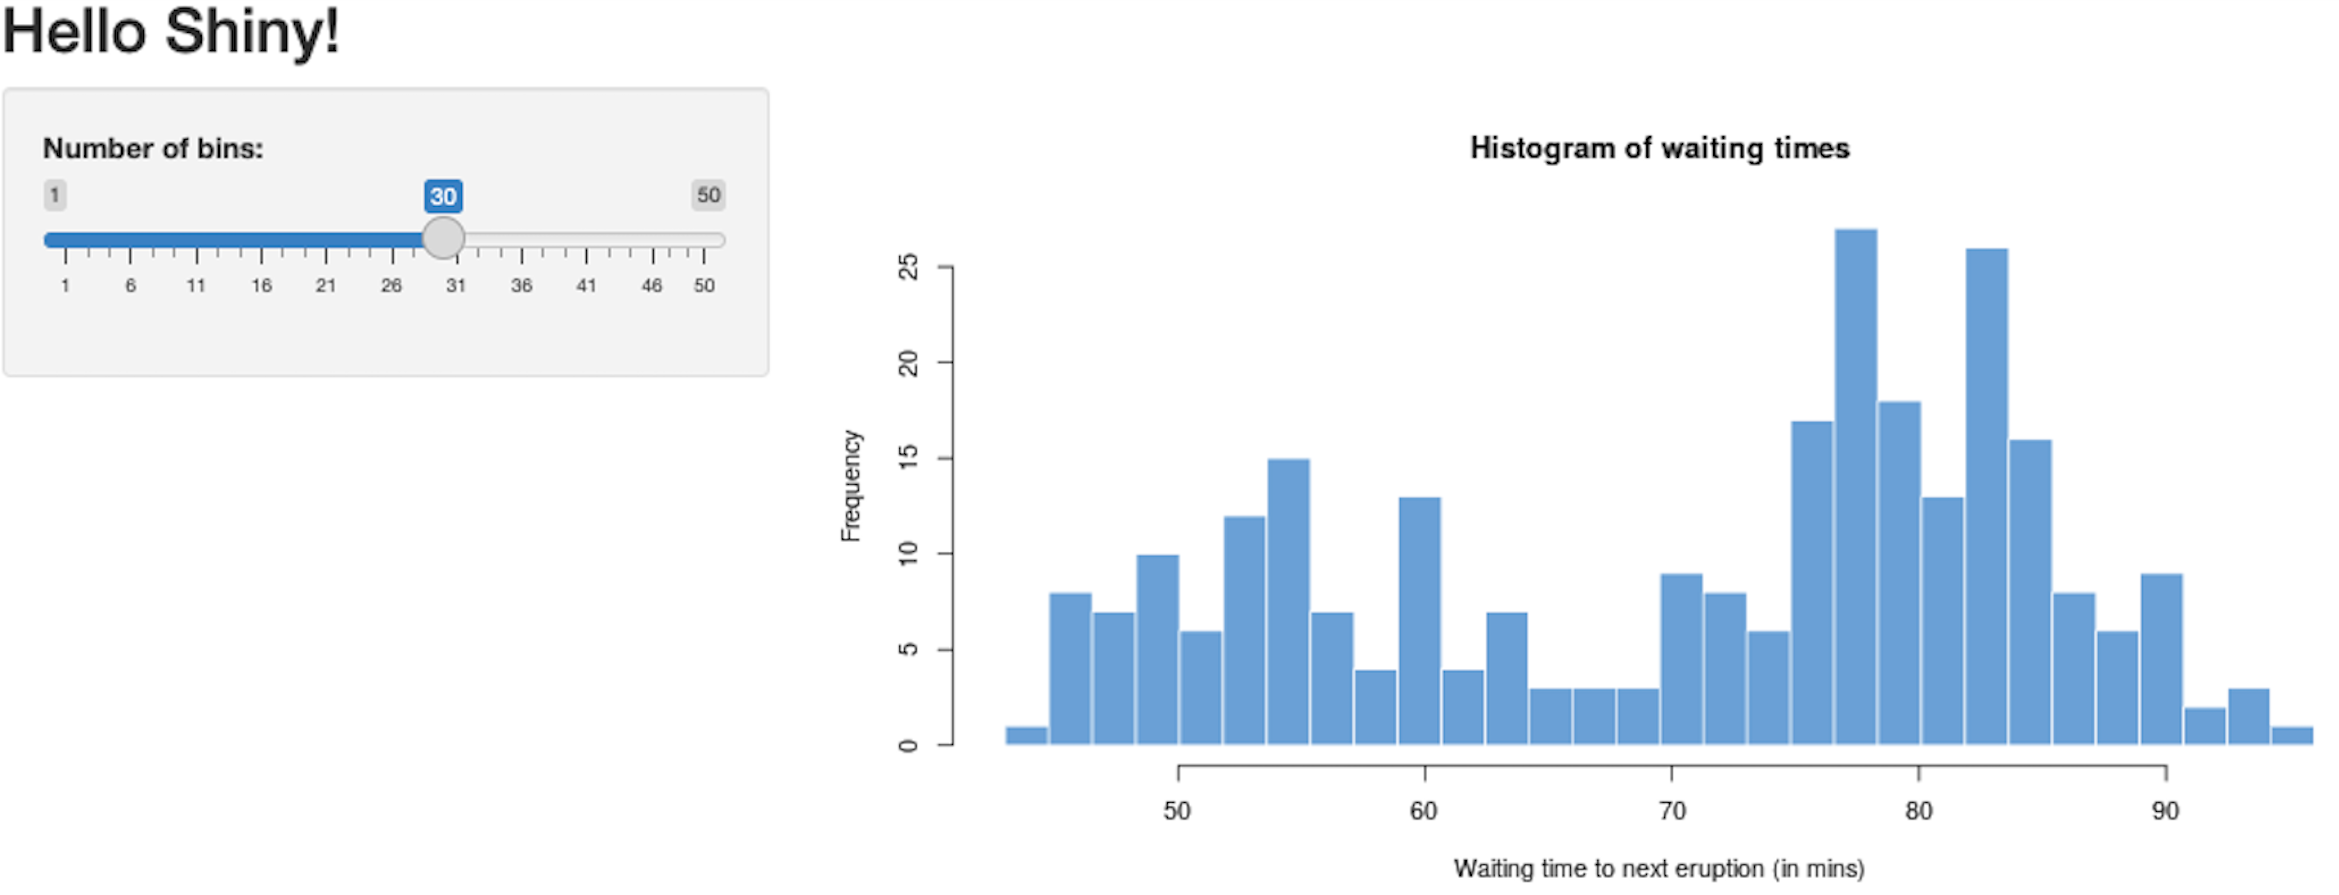 Hello Shiny!
Number of bins:
1 30 50
1 6 11 16 21 26 31 36 41 46 50
Histogram of waiting times
25
20
15
10
5
0
Frequency
50 60 70 80 90
Waiting time to next eruption (in mins)